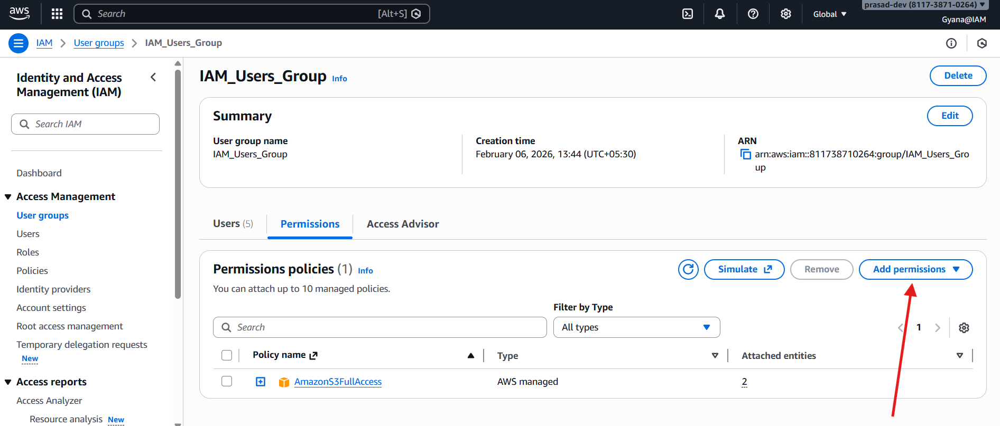 aws
Search
[Alt+S]
Global
prasad-dev (8117-3871-0264)
Gyana@IAM
IAM
User groups
IAM_Users_Group
Identity and Access
Management (IAM)
Search IAM
Dashboard
Access Management
User groups
Users
Roles
Policies
Identity providers
Account settings
Root access management
Temporary delegation requests
New
Access reports
Access Analyzer
Resource analysis New
IAM_Users_Group Info
Delete
Summary
Edit
User group name
IAM_Users_Group
Creation time
February 06, 2026, 13:44 (UTC+05:30)
ARN
arn:aws:iam::811738710264:group/IAM_Users_Gro
up
Users (5)
Permissions
Access Advisor
Permissions policies (1) Info
Simulate
Remove
Add permissions
You can attach up to 10 managed policies.
Filter by Type
Search
All types
1
Policy name
Type
Attached entities
AmazonS3FullAccess
AWS managed
2